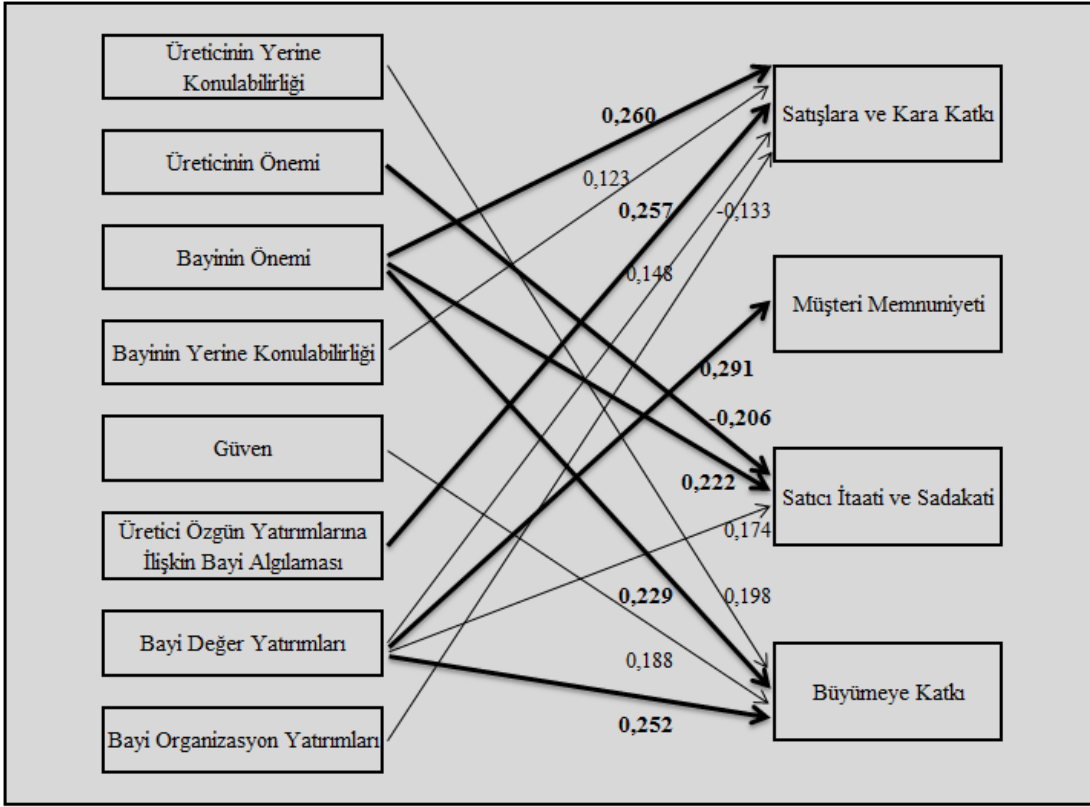 Üreticinin Yerine
Konulabilirliği
Üreticinin Önemi
Bayinin Önemi
Bayinin Yerine Konulabilirliği
Güven
Üretici Özgün Yatırımlarına
İlişkin Bayi Algılaması
Bayi Değer Yatırımları
Bayi Organizasyon Yatırımları
0,260
0,123
0,257
-0,133
0,148
0,291
-0,206
0,222
0,174
0,229
0,198
0,188
0,252
Satışlara ve Kara Katkı
Müşteri Memnuniyeti
Satıcı İtaati ve Sadakati
Büyümeye Katkı